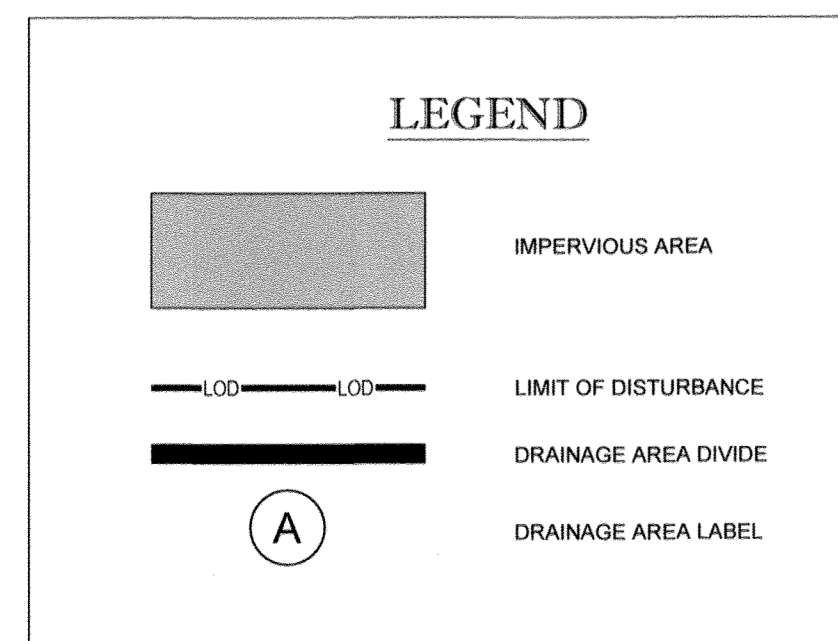 LEGEND
IMPERVIOUS AREA
LOD LOD LIMIT OF DISTURBANCE
DRAINAGE AREA DIVIDE
A DRAINAGE AREA LABEL